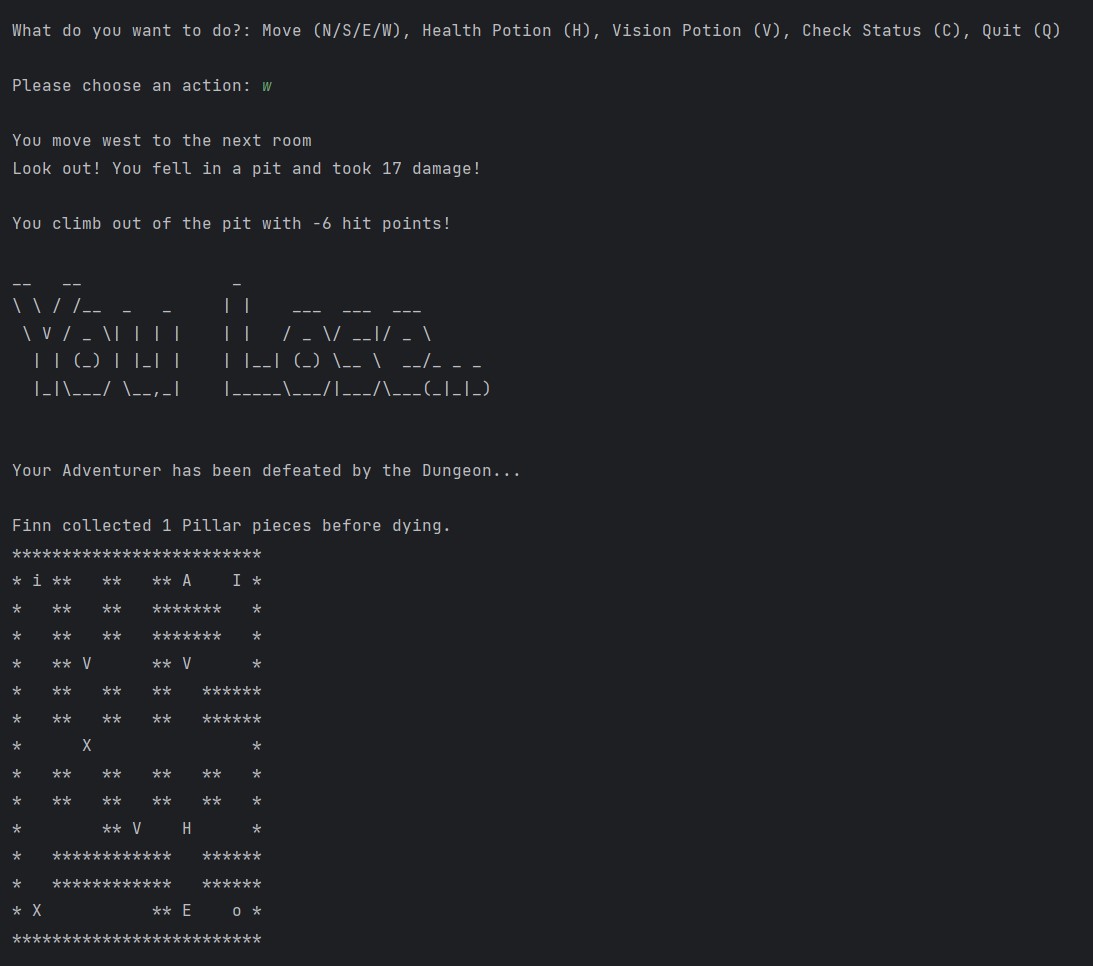 What do you want to do?: Move (N/S/E/W), Health Potion (H), Vision Potion (V), Check Status (C), Quit (Q)
Please choose an action: w
You move west to the next room
Look out! You fell in a pit and took 17 damage!
You climb out of the pit with -6 hit points!
__   __               _
\ \ / /__  _   _     | |    ___  ___  ___
 \ V / _ \| | | |    | |   / _ \/ __|/ _ \
  | | (_) | |_| |    | |__| (_) \__ \  __/_ _ _
  |_|\___/ \__,_|    |_____\___/|___/\___(_|_|_)
Your Adventurer has been defeated by the Dungeon...
Finn collected 1 Pillar pieces before dying.
*************************
* i **   **   ** A    I *
*   **   **   *******   *
*   **   **   *******   *
*   ** V      ** V      *
*   **   **   **   ******
*   **   **   **   ******
*      X                *
*   **   **   **   **   *
*   **   **   **   **   *
*        ** V    H      *
*   ************   ******
*   ************   ******
* X           ** E    o *
*************************